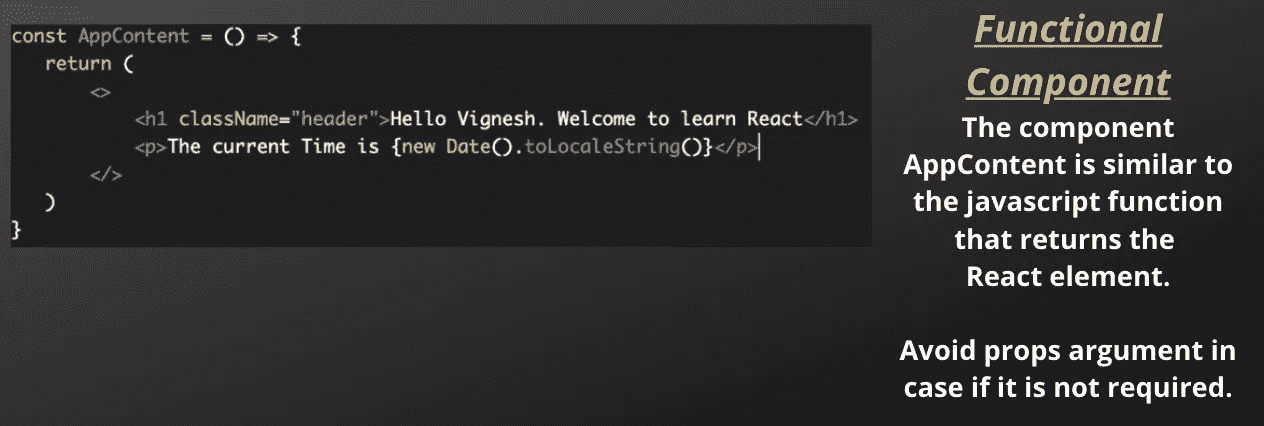 const AppContent = () => {
return (
<>
<h1 className="header">Hello Vignesh. Welcome to learn React</h1>
<p>The current Time is {new Date().toLocaleString()}</p>
</>
)
}
Functional
Component
The component
AppContent is similar to
the javascript function
that returns the
React element.
Avoid props argument in
case if it is not required.